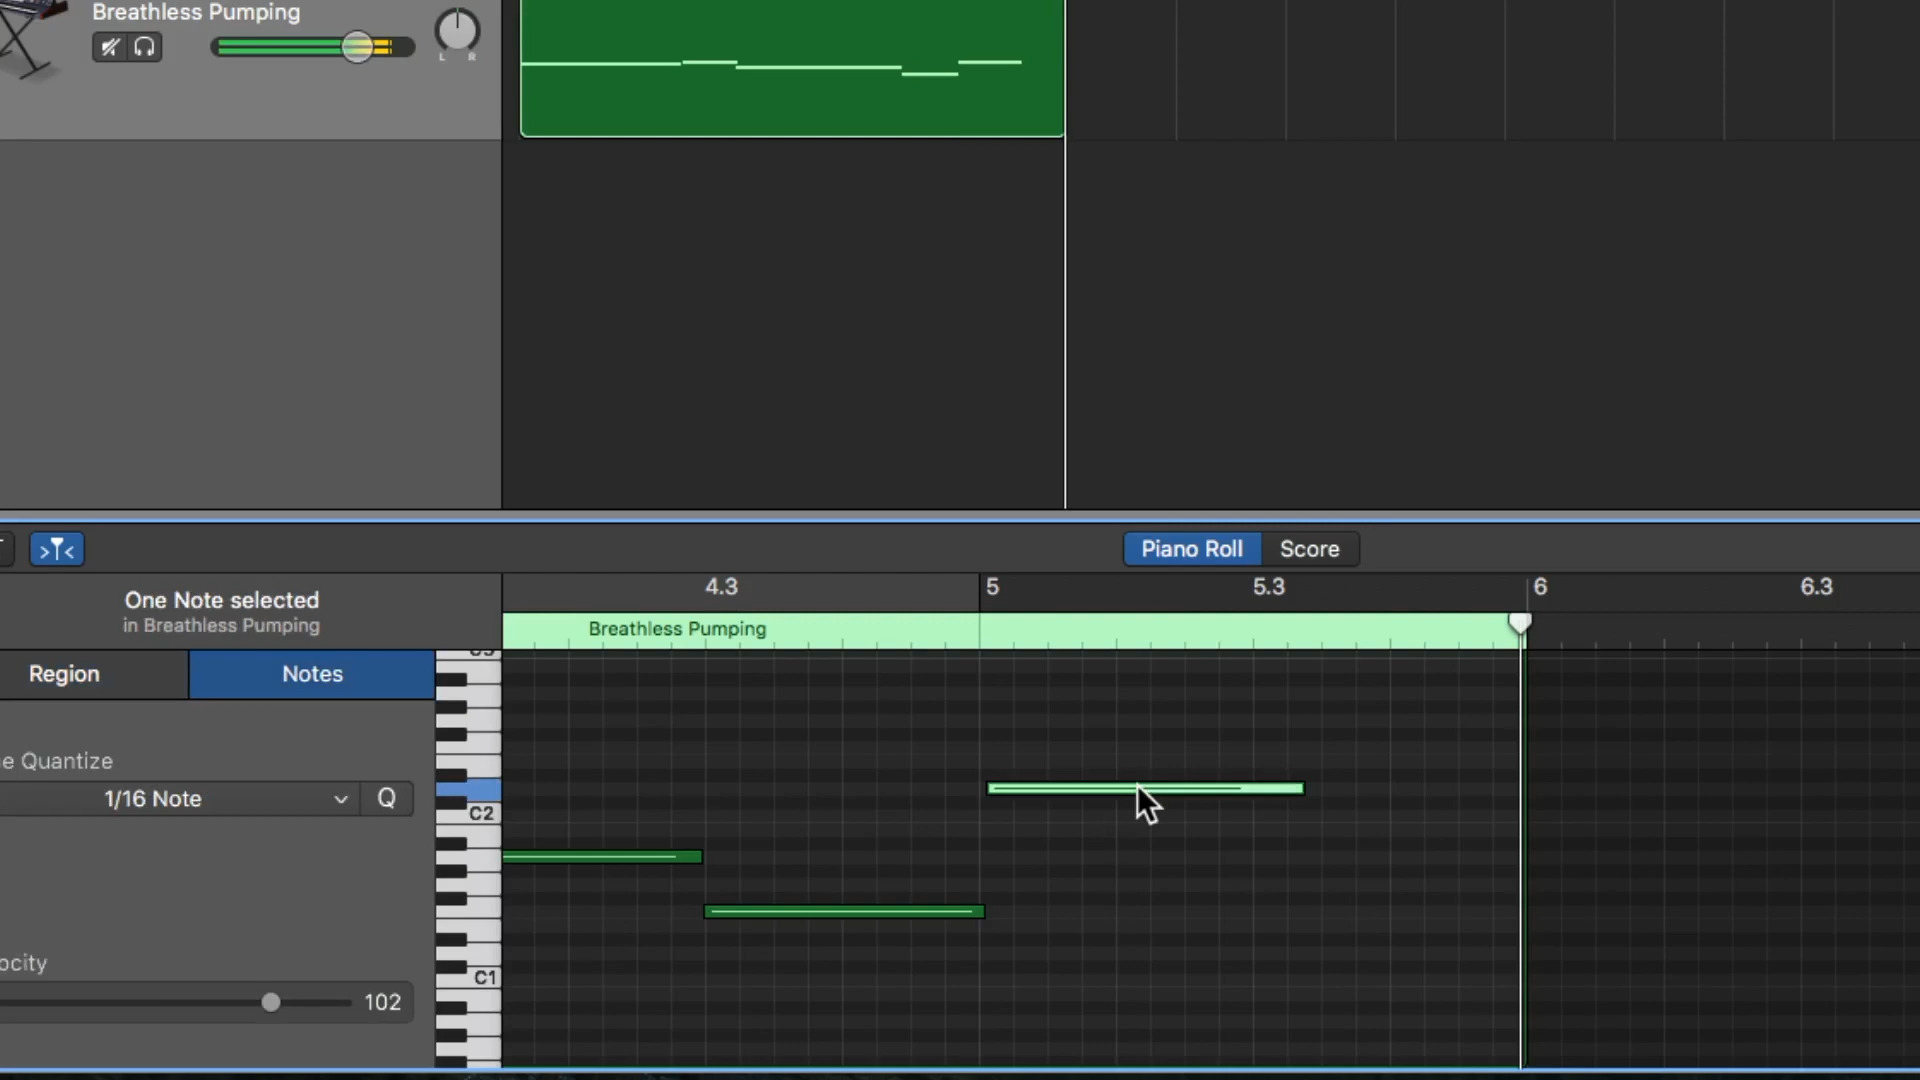 Breathless Pumping
L R
Piano Roll Score
4.3 5 5.3 6 6.3
One Note selected
in Breathless Pumping
Breathless Pumping
Region Notes
e Quantize
1/16 Note Q
C2
C1
ocity
102